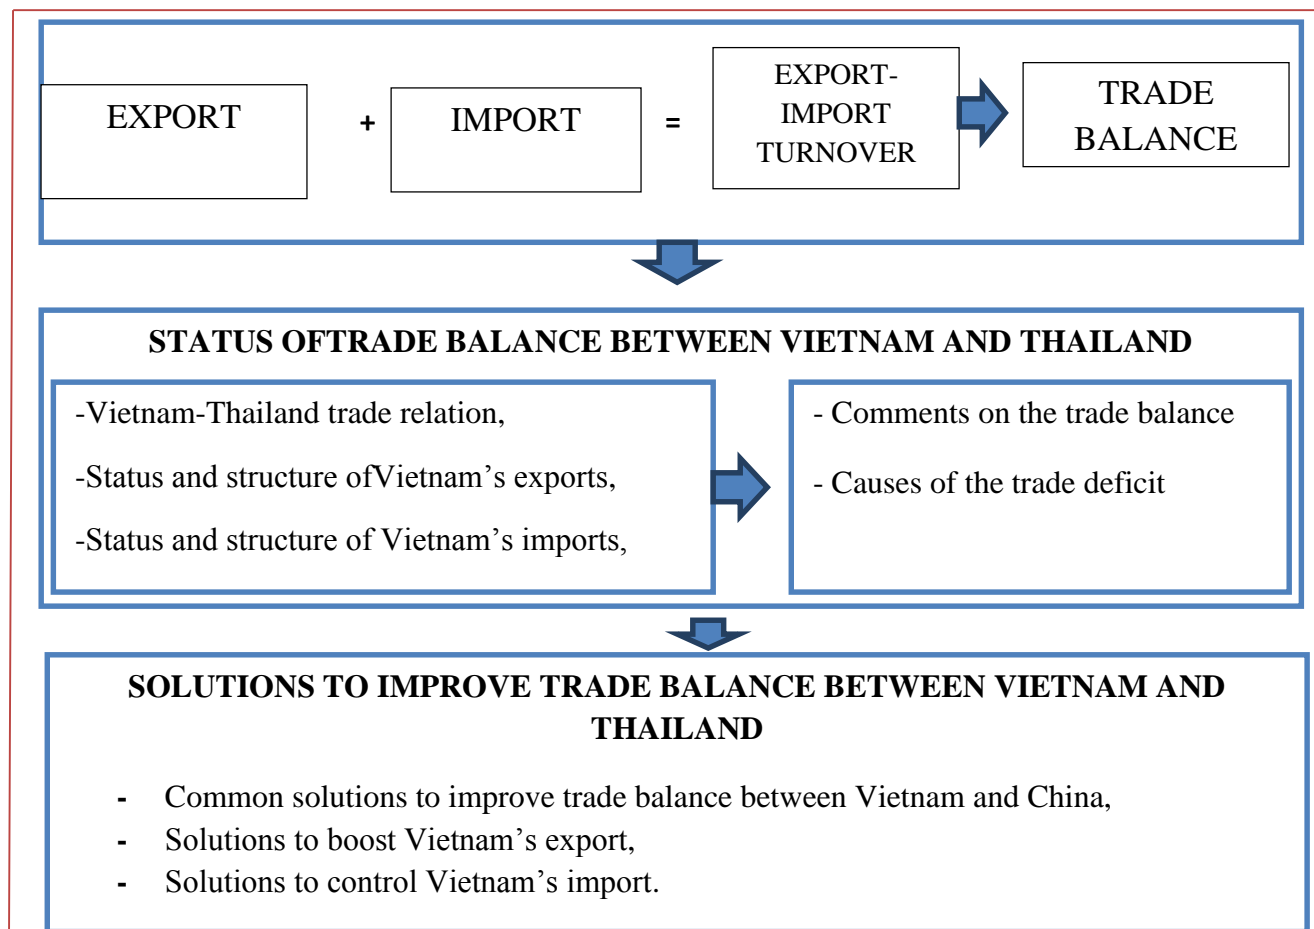 EXPORT
+
IMPORT
=
EXPORT-
IMPORT
TURNOVER
TRADE
BALANCE
STATUS OFTRADE BALANCE BETWEEN VIETNAM AND THAILAND
-Vietnam-Thailand trade relation,
-Status and structure ofVietnam’s exports,
-Status and structure of Vietnam’s imports,
- Comments on the trade balance
- Causes of the trade deficit
SOLUTIONS TO IMPROVE TRADE BALANCE BETWEEN VIETNAM AND
THAILAND
- Common solutions to improve trade balance between Vietnam and China,
- Solutions to boost Vietnam’s export,
- Solutions to control Vietnam’s import.